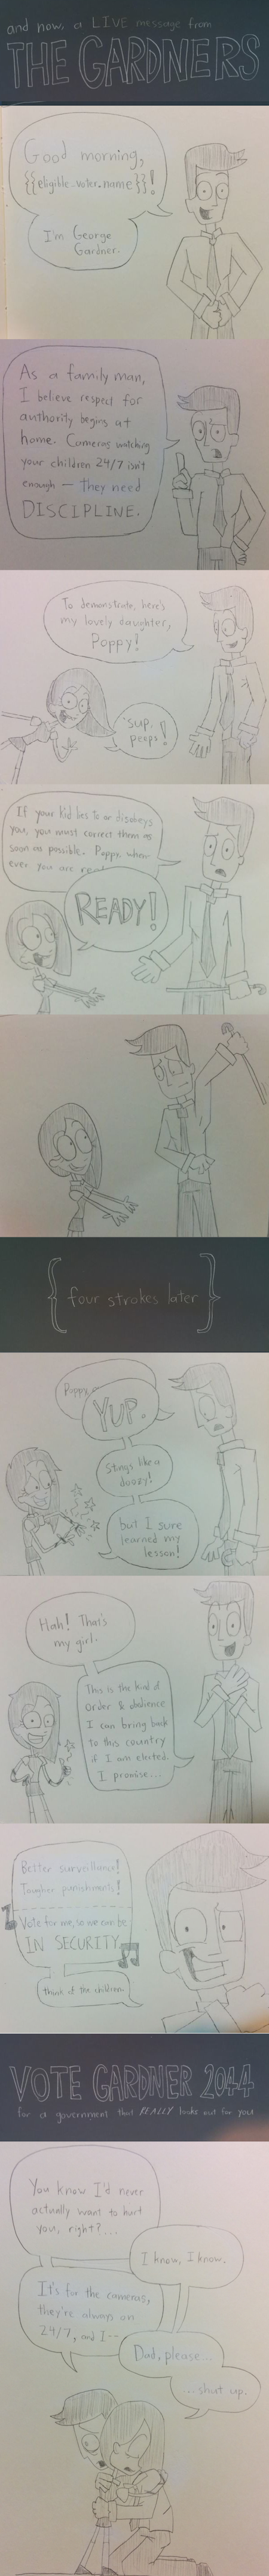 and now, a LIVE message from
THE GARDNERS
Good morning,
{{eligible-voter.name}}!
I'm George
Gardner.
As a family man,
I believe respect for
authority begins at
home. Cameras watching
your children 24/7 isn't
enough — they need
DISCIPLINE.
To demonstrate, here's
my lovely daughter,
Poppy!
'sup,
peeps!
If your kid lies to or disobeys
you, you must correct them as
soon as possible. Poppy, when-
ever you are rea
READY!
{four strokes later}
Poppy
YUP.
Stings like a
doozy!
but I sure
learned my
lesson!
Hah! That's
my girl.
This is the kind of
order & obedience
I can bring back
to this country
if I am elected.
I promise...
Better surveillance!
Tougher punishments!
Vote for me, so we can be
IN SECURITY
think of the children.
VOTE GARDNER 2044
for a government that REALLY looks out for you!
You know I'd never
actually want to hurt
you, right?...
I know, I know.
It's for the cameras,
they're always on
24/7, and I--
Dad, please...
...shut up.